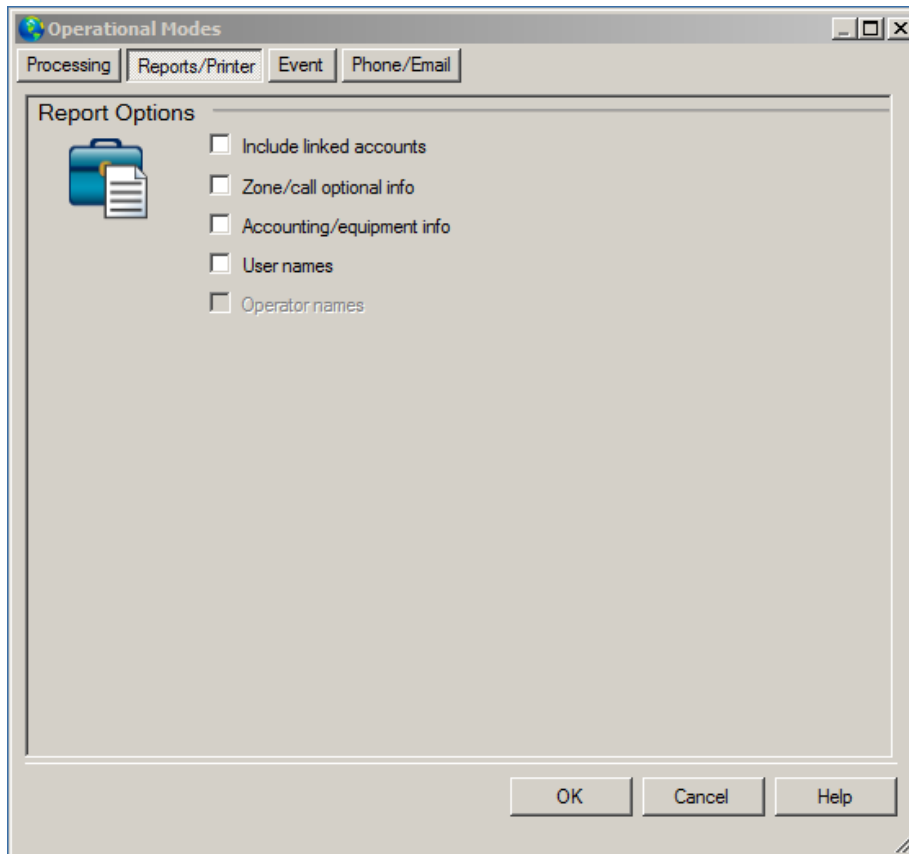 Operational Modes
Processing Reports/Printer Event Phone/Email
Report Options
Include linked accounts
Zone/call optional info
Accounting/equipment info
User names
Operator names
OK Cancel Help